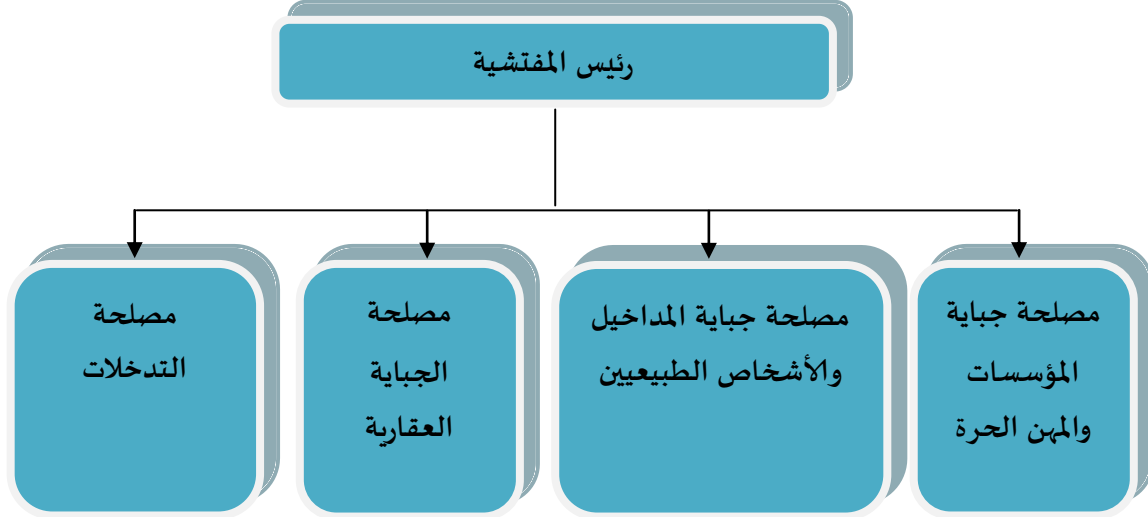 رئيس المفتشية
مصلحة جباية
المؤسسات
والمهن الحرة
مصلحة جباية المداخيل
والأشخاص الطبيعيين
مصلحة
الجباية
العقارية
مصلحة
التدخلات